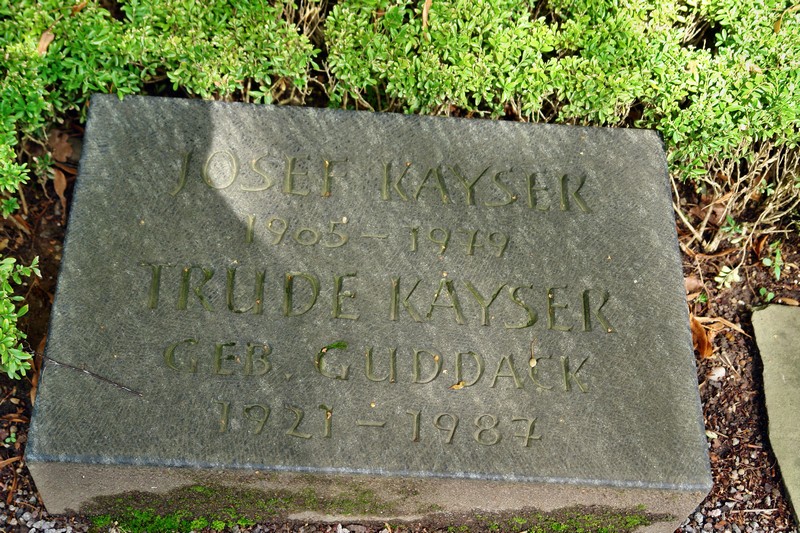 JOSEF KAYSER
1905 – 1979
TRUDE KAYSER
GEB GUDDACK
1921 – 1987